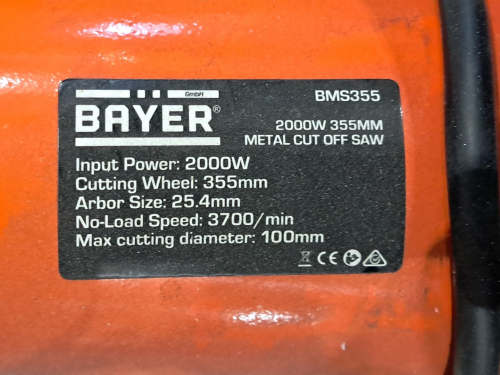 GmbH
BÄYER®
BMS355
2000W 355MM
METAL CUT OFF SAW
Input Power: 2000W
Cutting Wheel: 355mm
Arbor Size: 25.4mm
No-Load Speed: 3700/min
Max cutting diameter: 100mm
CE